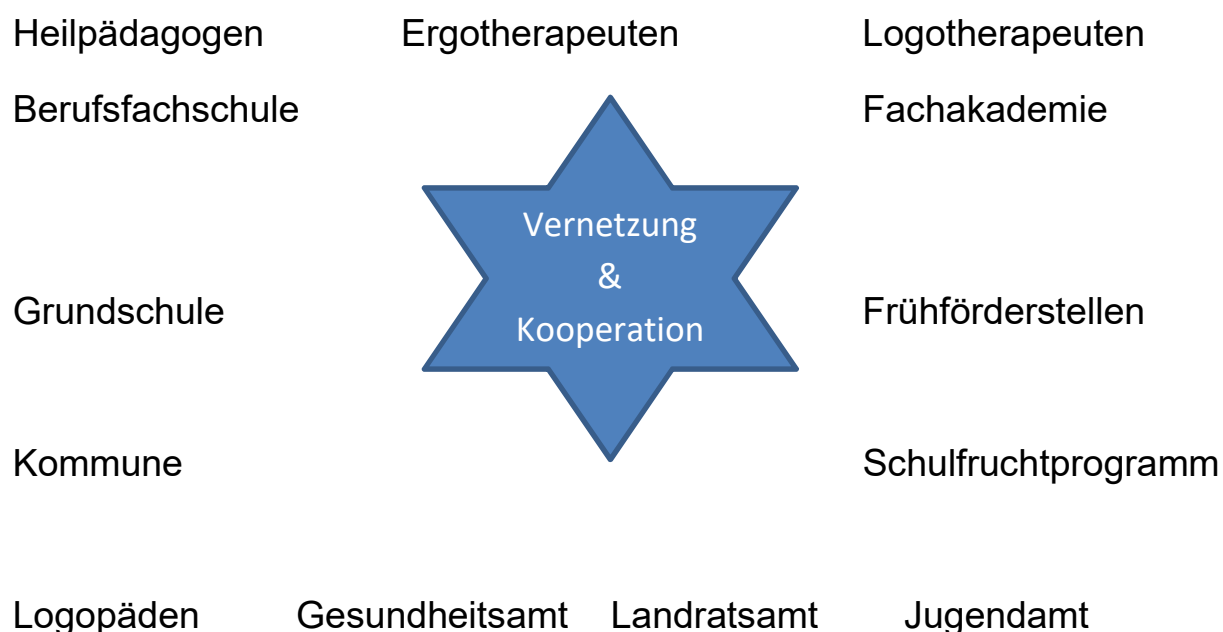 Heilpädagogen Ergotherapeuten Logotherapeuten
Berufsfachschule Fachakademie
Vernetzung
&
Kooperation
Grundschule Frühförderstellen
Kommune Schulfruchtprogramm
Logopäden Gesundheitsamt Landratsamt Jugendamt